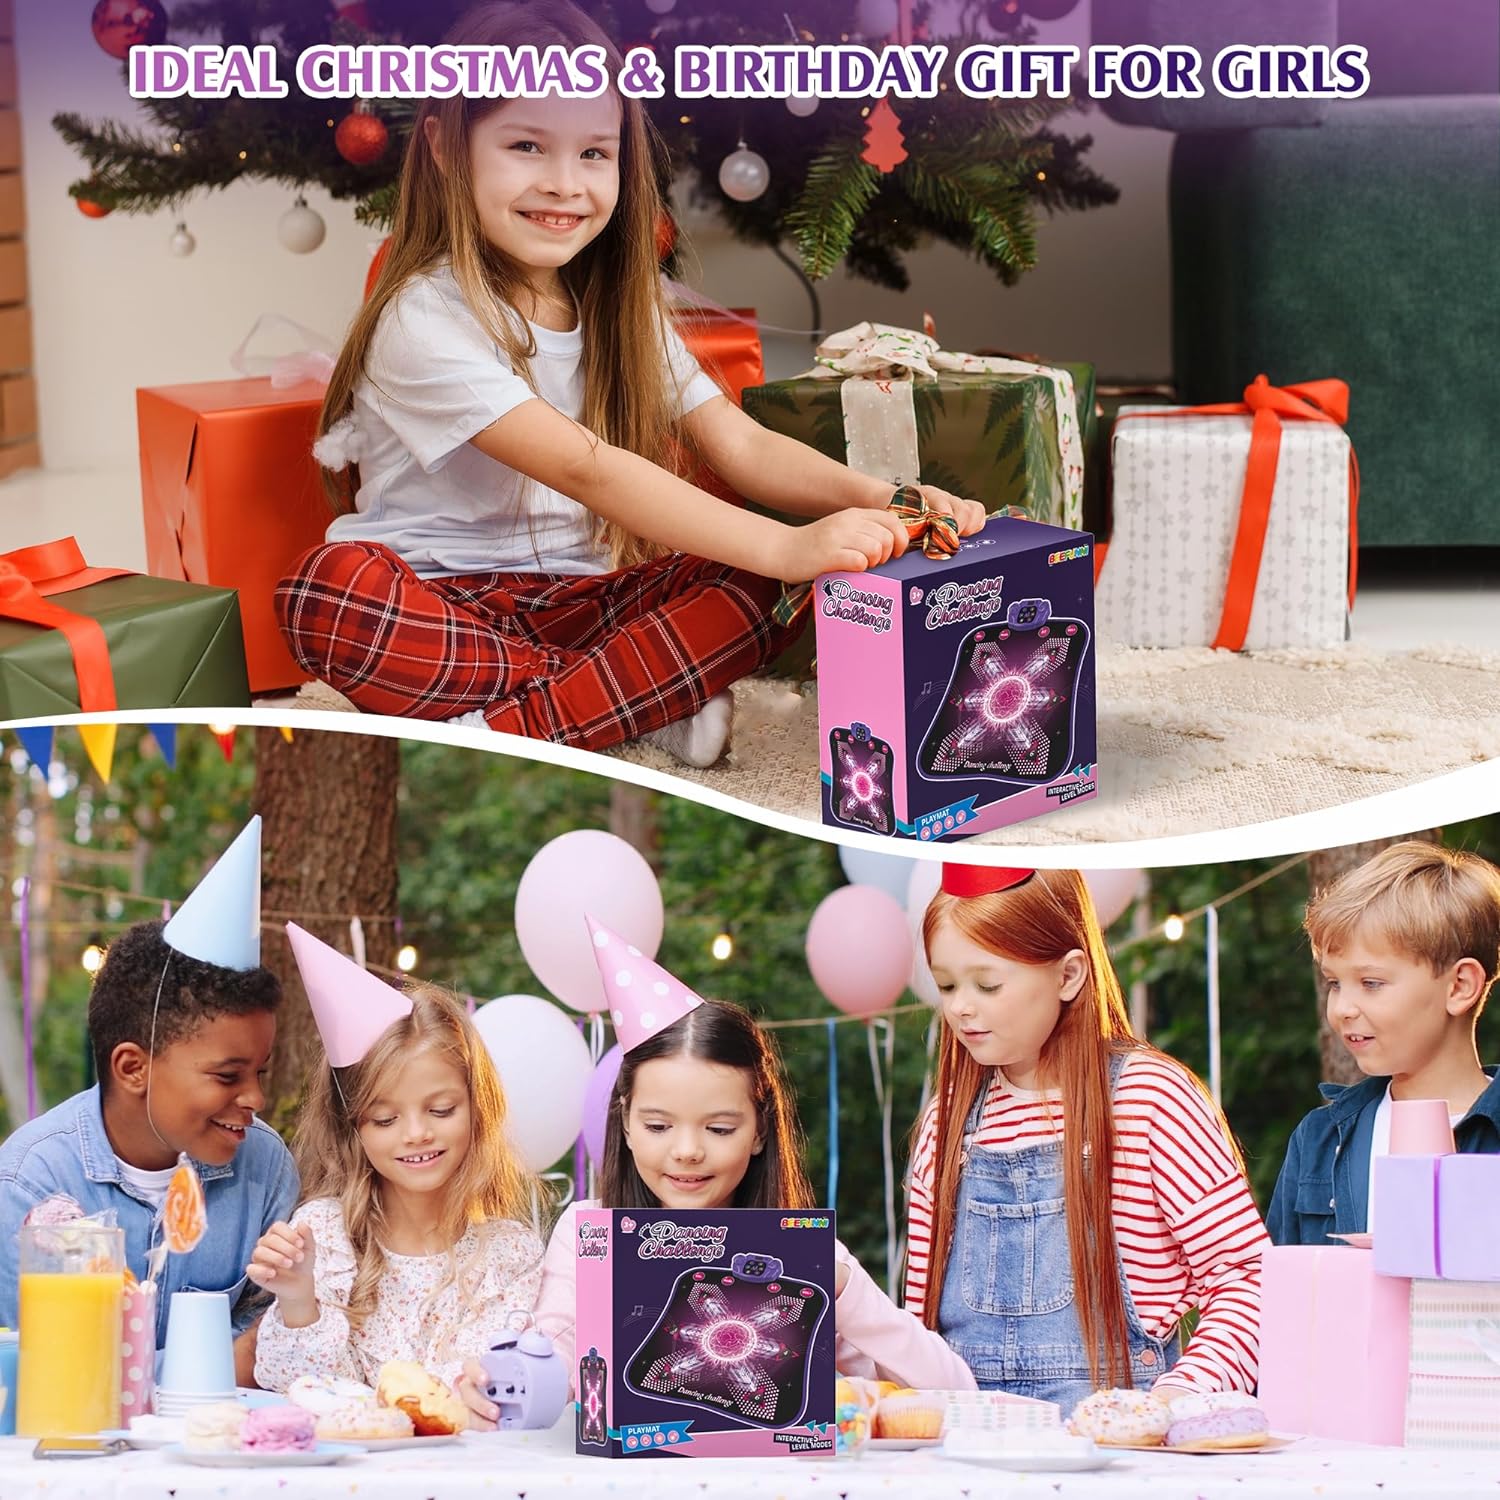 IDEAL CHRISTMAS & BIRTHDAY GIFT FOR GIRLS
BEEFUNNI
3+
Dancing
Challenge
Dancing
Challenge
Dancing challenge
PLAYMAT
INTERACTIVE 5
LEVEL MODES
BEEFUNNI
3+
Dancing
Challenge
Dancing
Challenge
Dancing challenge
PLAYMAT
INTERACTIVE 5
LEVEL MODES